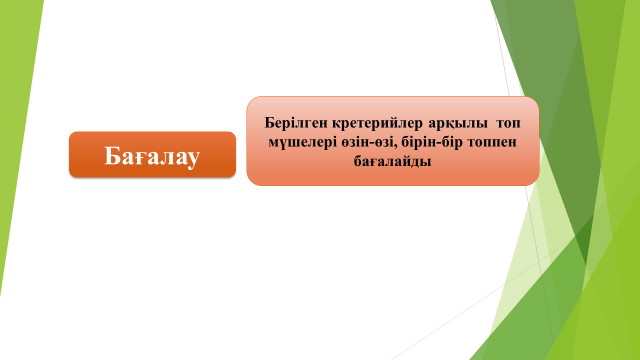 Бағалау
Берілген кретерийлер арқылы топ
мүшелері өзін-өзі, бірін-бір топпен
бағалайды